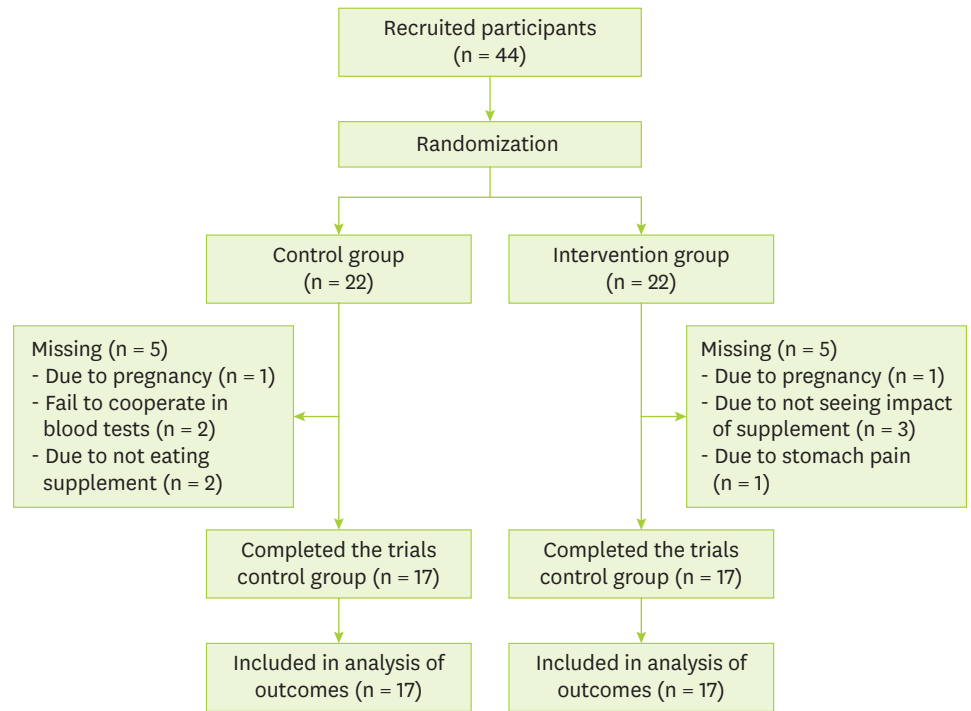 Recruited participants
(n = 44)
Randomization
Control group
(n = 22)
Intervention group
(n = 22)
Missing (n = 5)
- Due to pregnancy (n = 1)
- Fail to cooperate in
blood tests (n = 2)
- Due to not eating
supplement (n = 2)
Missing (n = 5)
- Due to pregnancy (n = 1)
- Due to not seeing impact
of supplement (n = 3)
- Due to stomach pain
(n = 1)
Completed the trials
control group (n = 17)
Completed the trials
control group (n = 17)
Included in analysis of
outcomes (n = 17)
Included in analysis of
outcomes (n = 17)